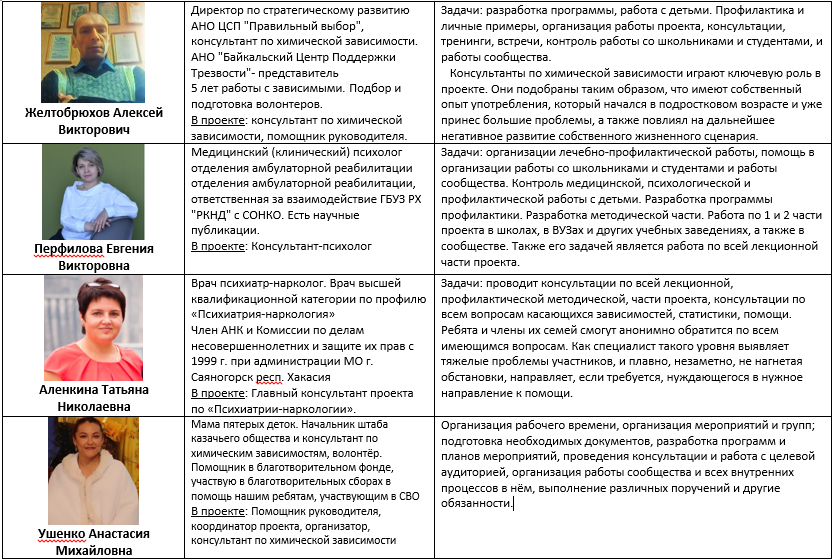 Желтобрюхов Алексей
Викторович
Директор по стратегическому развитию
АНО ЦСП "Правильный выбор",
консультант по химической зависимости.
АНО "Байкальский Центр Поддержки
Трезвости"- представитель
5 лет работы с зависимыми. Подбор и
подготовка волонтеров.
В проекте: консультант по химической
зависимости, помощник руководителя.
Задачи: разработка программы, работа с детьми. Профилактика и
личные примеры, организация работы проекта, консультации,
тренинги, встречи, контроль работы со школьниками и студентами, и
работы сообщества.
Консультанты по химической зависимости играют ключевую роль в
проекте. Они подобраны таким образом, что имеют собственный
опыт употребления, который начался в подростковом возрасте и уже
принес большие проблемы, а также повлиял на дальнейшее
негативное развитие собственного жизненного сценария.
Перфилова Евгения
Викторовна
Медицинский (клинический) психолог
отделения амбулаторной реабилитации
отделения амбулаторной реабилитации,
ответственная за взаимодействие ГБУЗ РХ
"РКНД" с СОНКО. Есть научные
публикации.
В проекте: Консультант-психолог
Задачи: организации лечебно-профилактической работы, помощь в
организации работы со школьниками и студентами и работы
сообщества. Контроль медицинской, психологической и
профилактической работы с детьми. Разработка программы
профилактики. Разработка методической части. Работа по 1 и 2 части
проекта в школах, в ВУЗах и других учебных заведениях, а также в
сообществе. Также его задачей является работа по всей лекционной
части проекта.
Аленкина Татьяна
Николаевна
Врач психиатр-нарколог. Врач высшей
квалификационной категории по профилю
«Психиатрия-наркология»
Член АНК и Комиссии по делам
несовершеннолетних и защите их прав с
1999 г. при администрации МО г.
Саяногорск респ. Хакасия
В проекте: Главный консультант проекта
по «Психиатрии-наркологии».
Задачи: проводит консультации по всей лекционной,
профилактической методической, части проекта, консультации по
всем вопросам касающихся зависимостей, статистики, помощи.
Ребята и члены их семей смогут анонимно обратится по всем
имеющимся вопросам. Как специалист такого уровня выявляет
тяжелые проблемы участников, и плавно, незаметно, не нагнетая
обстановки, направляет, если требуется, нуждающегося в нужное
направление к помощи.
Ушенко Анастасия
Михайловна
Мама пятерых деток. Начальник штаба
казачьего общества и консультант по
химическим зависимостям, волонтёр.
Помощник в благотворительном фонде,
участвую в благотворительных сборах в
помощь нашим ребятам, участвующим в СВО
В проекте: Помощник руководителя,
координатор проекта, организатор,
консультант по химической зависимости
Организация рабочего времени, организация мероприятий и групп;
подготовка необходимых документов, разработка программ и
планов мероприятий, проведения консультации и работа с целевой
аудиторией, организация работы сообщества и всех внутренних
процессов в нём, выполнение различных поручений и другие
обязанности.